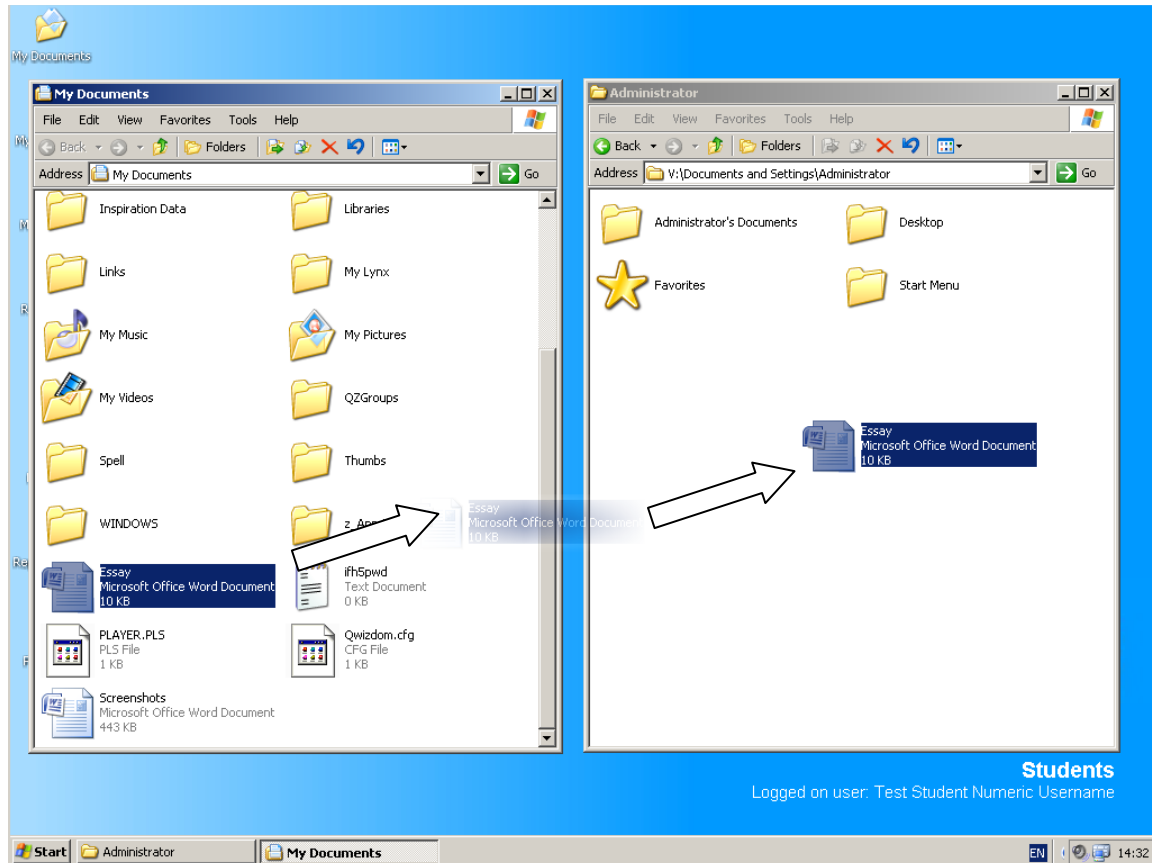 My Documents
My Documents
File Edit View Favorites Tools Help
Back Folders
Address My Documents Go
Inspiration Data Libraries
Links My Lynx
My Music My Pictures
My Videos QZGroups
Spell Thumbs
WINDOWS
Essay
Microsoft Office Word Document
10 KB
ifh5pwd
Text Document
0 KB
PLAYER.PLS
PLS File
1 KB
Qwizdom.cfg
CFG File
1 KB
Screenshots
Microsoft Office Word Document
443 KB
Essay
Microsoft Office Word Document
10 KB
Administrator
File Edit View Favorites Tools Help
Back Folders
Address V:\Documents and Settings\Administrator Go
Administrator's Documents Desktop
Favorites Start Menu
Essay
Microsoft Office Word Document
10 KB
Students
Logged on user: Test Student Numeric Username
Start Administrator My Documents EN 14:32